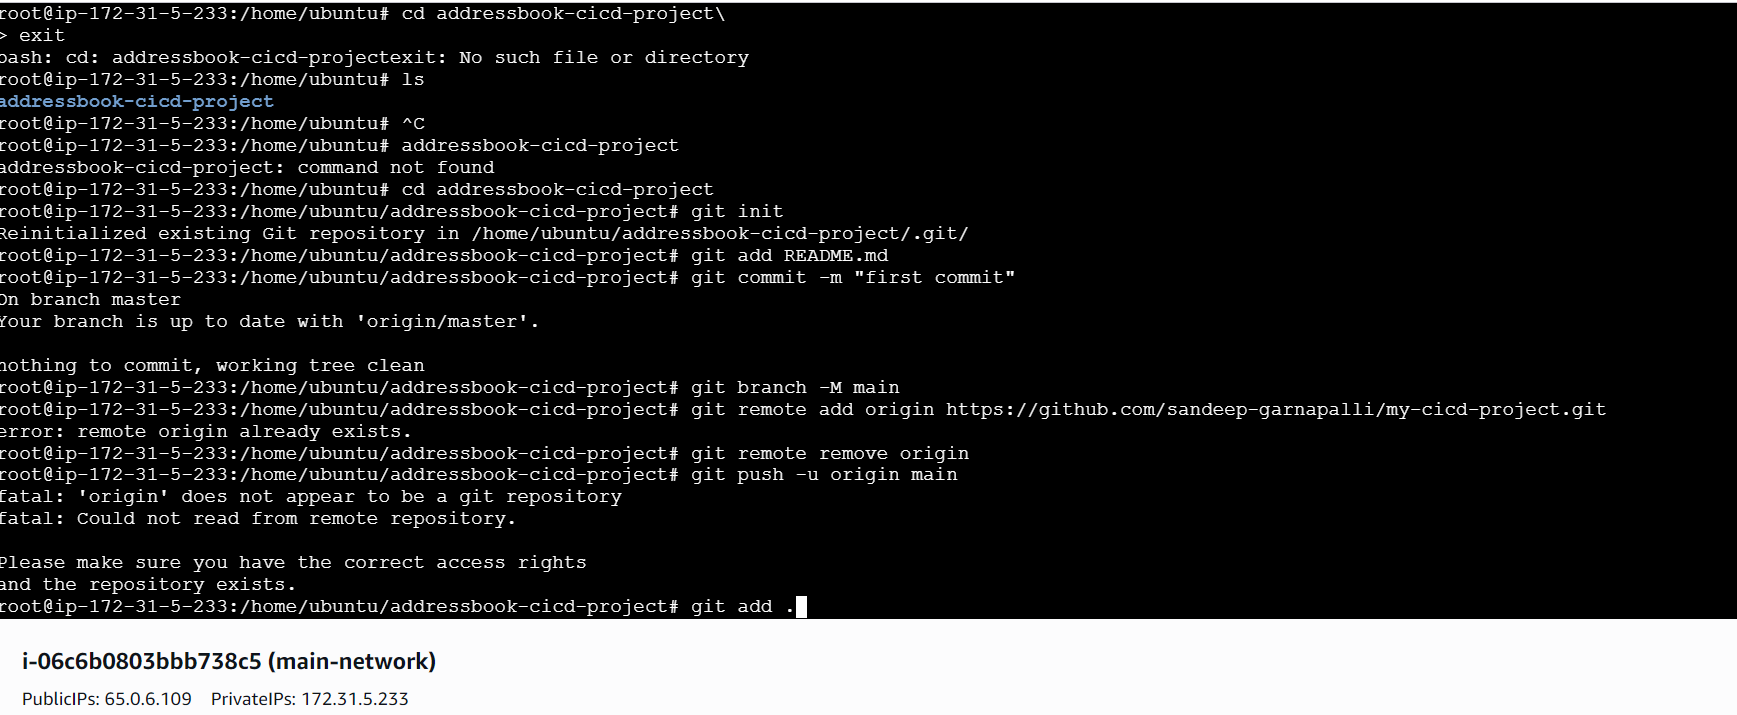 root@ip-172-31-5-233:/home/ubuntu# cd addressbook-cicd-project\
> exit
bash: cd: addressbook-cicd-projectexit: No such file or directory
root@ip-172-31-5-233:/home/ubuntu# ls
addressbook-cicd-project
root@ip-172-31-5-233:/home/ubuntu# ^C
root@ip-172-31-5-233:/home/ubuntu# addressbook-cicd-project
addressbook-cicd-project: command not found
root@ip-172-31-5-233:/home/ubuntu# cd addressbook-cicd-project
root@ip-172-31-5-233:/home/ubuntu/addressbook-cicd-project# git init
Reinitialized existing Git repository in /home/ubuntu/addressbook-cicd-project/.git/
root@ip-172-31-5-233:/home/ubuntu/addressbook-cicd-project# git add README.md
root@ip-172-31-5-233:/home/ubuntu/addressbook-cicd-project# git commit -m "first commit"
On branch master
Your branch is up to date with 'origin/master'.
nothing to commit, working tree clean
root@ip-172-31-5-233:/home/ubuntu/addressbook-cicd-project# git branch -M main
root@ip-172-31-5-233:/home/ubuntu/addressbook-cicd-project# git remote add origin https://github.com/sandeep-garnapalli/my-cicd-project.git
error: remote origin already exists.
root@ip-172-31-5-233:/home/ubuntu/addressbook-cicd-project# git remote remove origin
root@ip-172-31-5-233:/home/ubuntu/addressbook-cicd-project# git push -u origin main
fatal: 'origin' does not appear to be a git repository
fatal: Could not read from remote repository.
Please make sure you have the correct access rights
and the repository exists.
root@ip-172-31-5-233:/home/ubuntu/addressbook-cicd-project# git add .
i-06c6b0803bbb738c5 (main-network)
PublicIPs: 65.0.6.109 PrivateIPs: 172.31.5.233